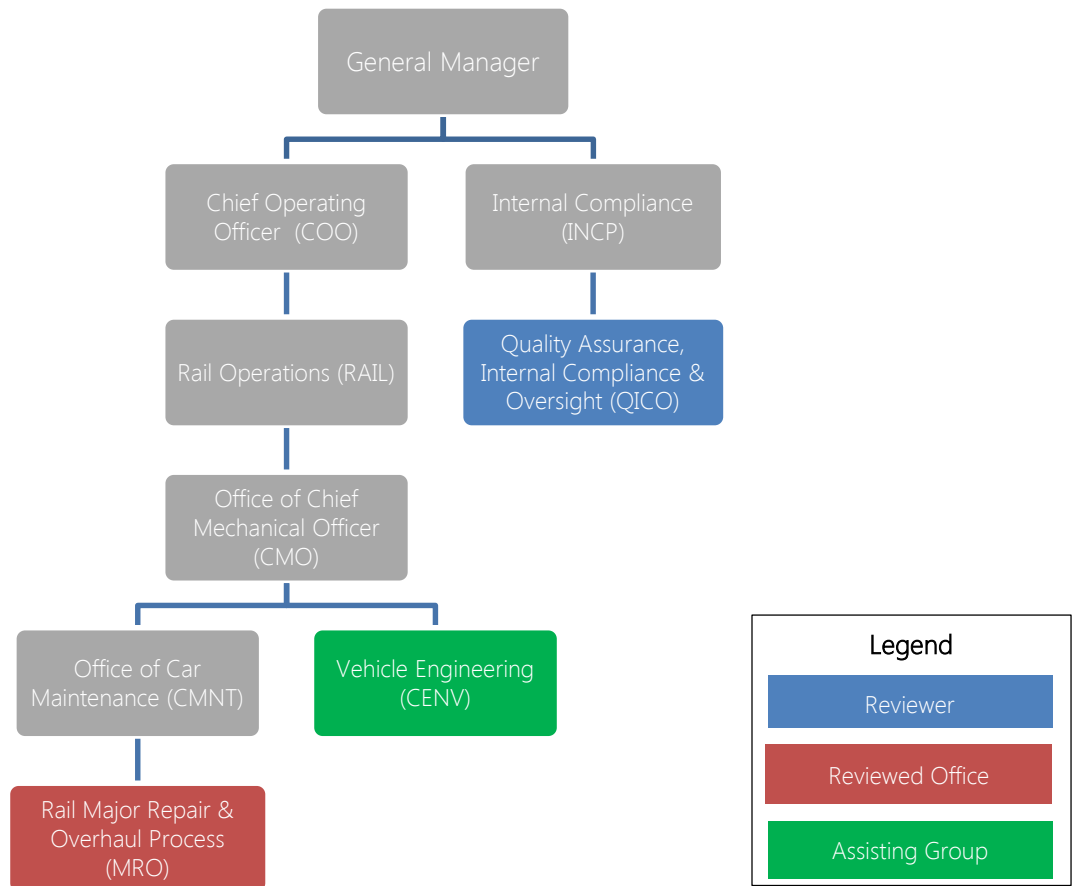 General Manager
Chief Operating
Officer (COO)
Internal Compliance
(INCP)
Rail Operations (RAIL)
Quality Assurance,
Internal Compliance &
Oversight (QICO)
Office of Chief
Mechanical Officer
(CMO)
Office of Car
Maintenance (CMNT)
Vehicle Engineering
(CENV)
Rail Major Repair &
Overhaul Process
(MRO)
Legend
Reviewer
Reviewed Office
Assisting Group